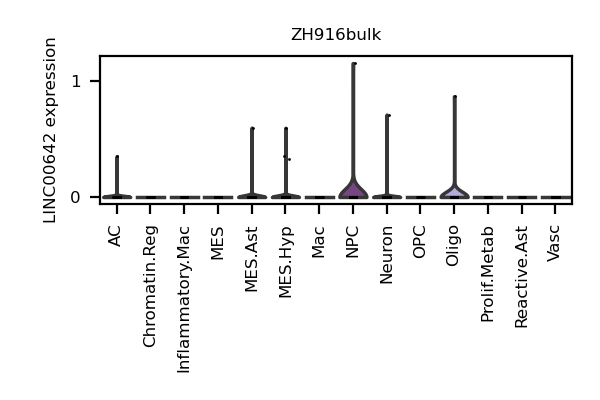 ZH916bulk
LINC00642 expression
1
0
AC
Chromatin.Reg
Inflammatory.Mac
MES
MES.Ast
MES.Hyp
Mac
NPC
Neuron
OPC
Oligo
Prolif.Metab
Reactive.Ast
Vasc